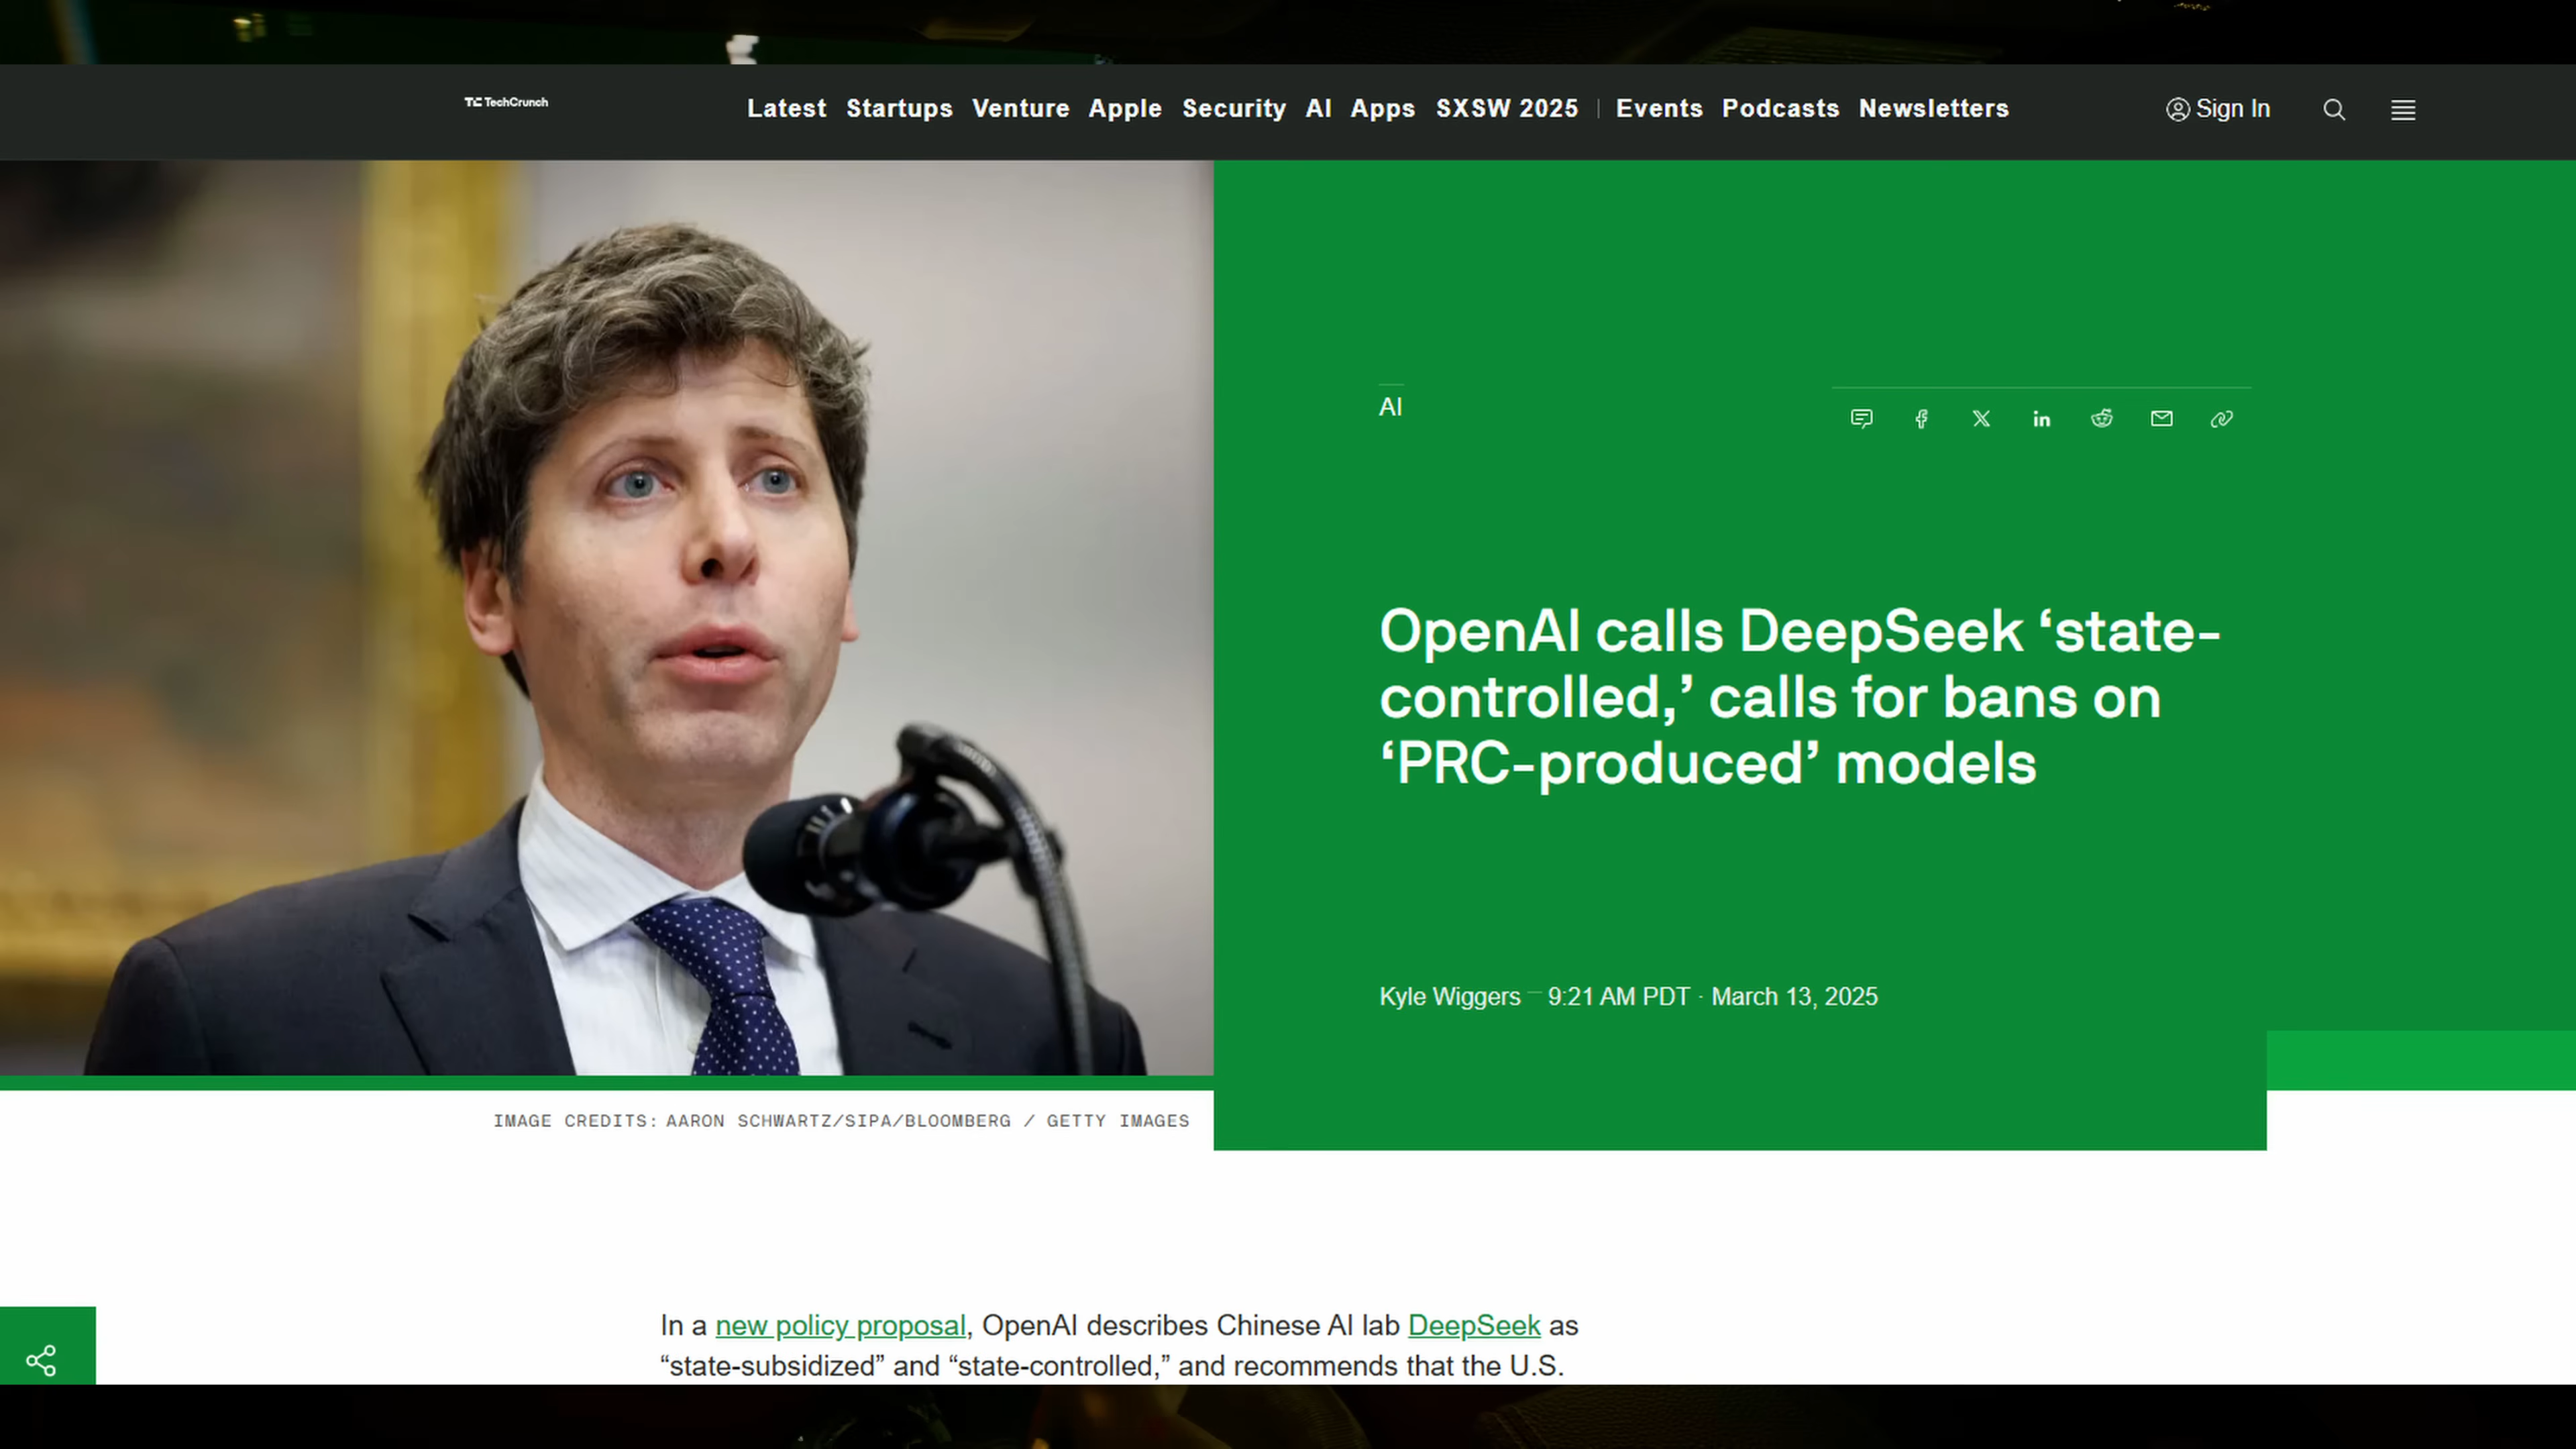 TechCrunch
Latest Startups Venture Apple Security AI Apps SXSW 2025 | Events Podcasts Newsletters
Sign In
AI
OpenAI calls DeepSeek ‘state-
controlled,’ calls for bans on
‘PRC-produced’ models
Kyle Wiggers — 9:21 AM PDT · March 13, 2025
IMAGE CREDITS: AARON SCHWARTZ/SIPA/BLOOMBERG / GETTY IMAGES
In a new policy proposal, OpenAI describes Chinese AI lab DeepSeek as
“state-subsidized” and “state-controlled,” and recommends that the U.S.